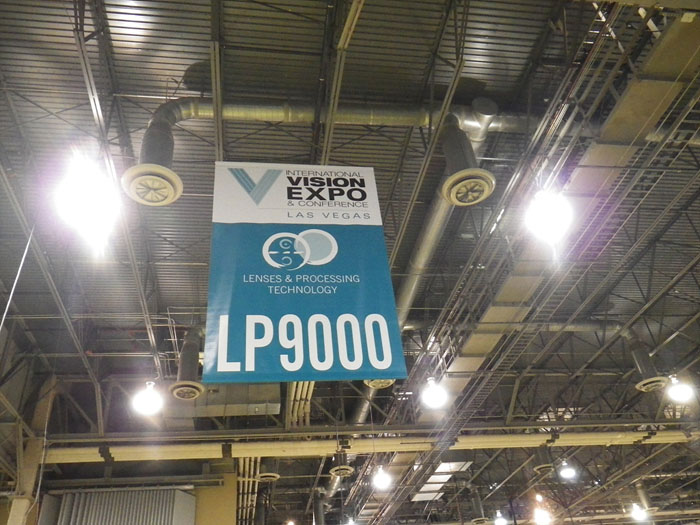 INTERNATIONAL
VISION
EXPO
& CONFERENCE
LAS VEGAS
LENSES & PROCESSING
TECHNOLOGY
LP9000